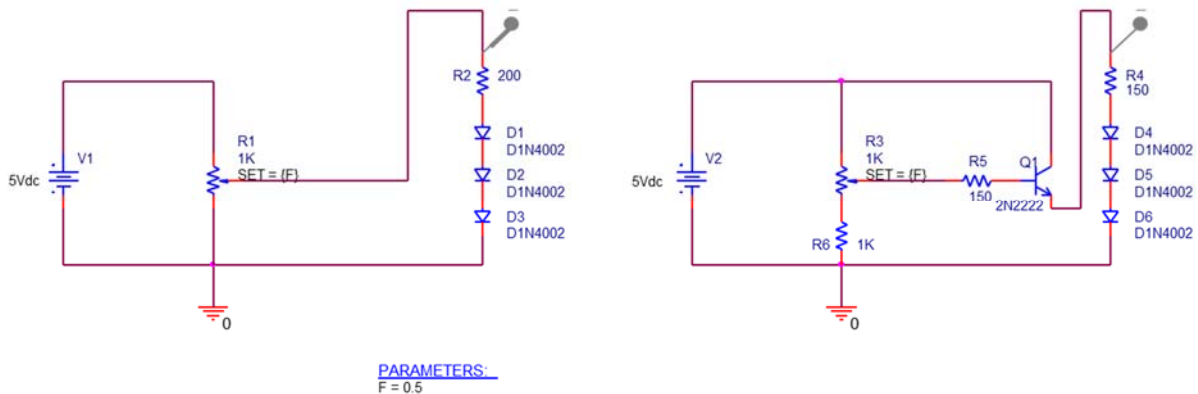 R2 200
D1
D1N4002
D2
D1N4002
D3
D1N4002
V1
5Vdc
R1
1K
SET = {F}
0
R4
150
D4
D1N4002
D5
D1N4002
D6
D1N4002
V2
5Vdc
R3
1K
SET = {F}
R5
150
Q1
2N2222
R6 1K
0
PARAMETERS:
F = 0.5